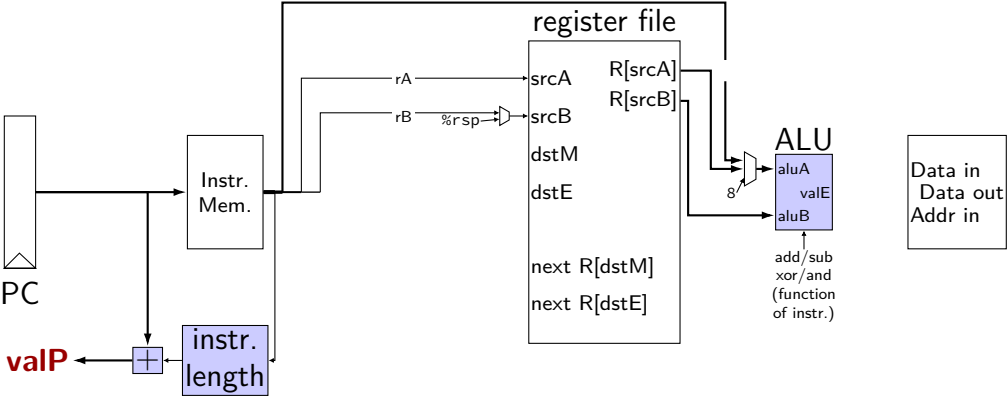 register file
R[srcA]
rA
srcA
R[srcB]
rB
%rsp
srcB
ALU
dstM
aluA
Data in
Instr.
Mem.
dstE
8
valE
Data out
aluB
Addr in
add/sub
xor/and
(function
of instr.)
next R[dstM]
PC
next R[dstE]
instr.
length
valP
+